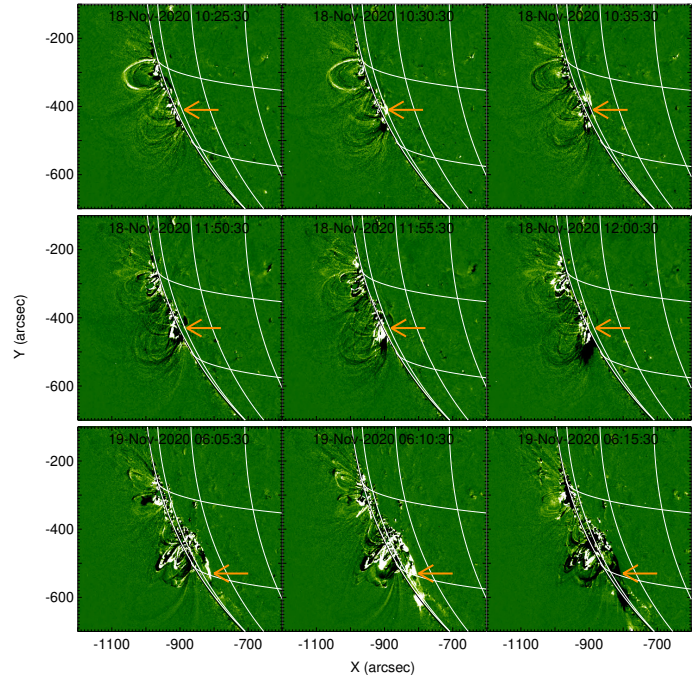 18-Nov-2020 10:25:30 18-Nov-2020 10:30:30 18-Nov-2020 10:35:30
-200
-400
-600
18-Nov-2020 11:50:30 18-Nov-2020 11:55:30 18-Nov-2020 12:00:30
-200
-400
-600
Y (arcsec)
19-Nov-2020 06:05:30 19-Nov-2020 06:10:30 19-Nov-2020 06:15:30
-200
-400
-600
-1100 -900 -700 -1100 -900 -700 -1100 -900 -700
X (arcsec)